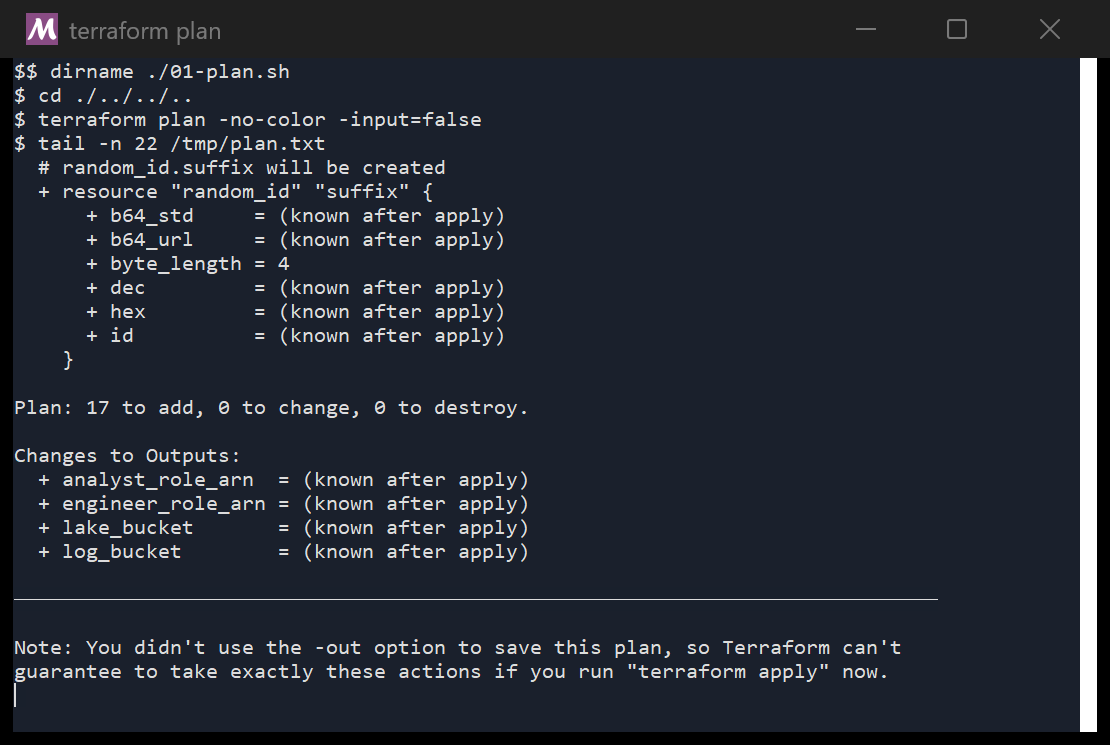 M terraform plan
$$ dirname ./01-plan.sh
$ cd ./../../..
$ terraform plan -no-color -input=false
$ tail -n 22 /tmp/plan.txt
  # random_id.suffix will be created
  + resource "random_id" "suffix" {
      + b64_std     = (known after apply)
      + b64_url     = (known after apply)
      + byte_length = 4
      + dec         = (known after apply)
      + hex         = (known after apply)
      + id          = (known after apply)
    }

Plan: 17 to add, 0 to change, 0 to destroy.

Changes to Outputs:
  + analyst_role_arn  = (known after apply)
  + engineer_role_arn = (known after apply)
  + lake_bucket       = (known after apply)
  + log_bucket        = (known after apply)

Note: You didn't use the -out option to save this plan, so Terraform can't
guarantee to take exactly these actions if you run "terraform apply" now.